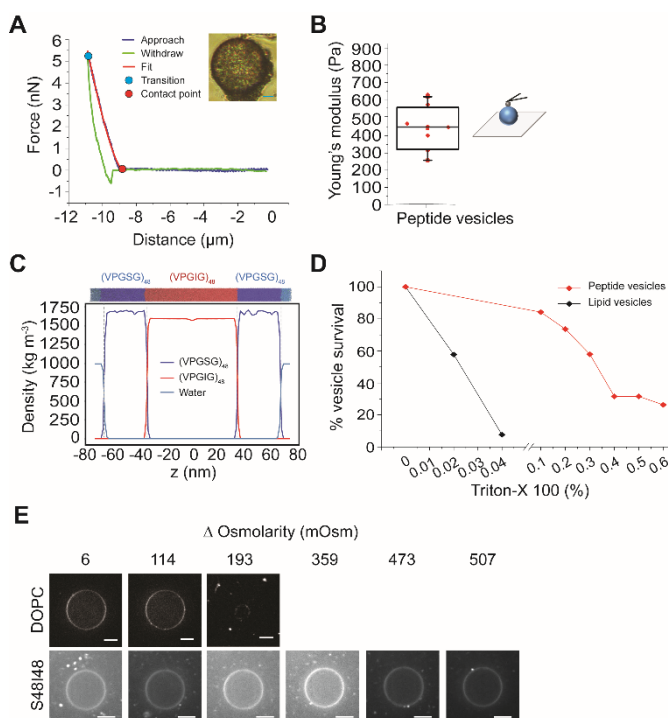 A
Force (nN)
6
5
4
3
2
1
0
-1
-12 -10 -8 -6 -4 -2 0
Distance (µm)
Approach
Withdraw
Fit
Transition
Contact point
B
Young's modulus (Pa)
900
800
700
600
500
400
300
200
100
0
Peptide vesicles
C
(VPGSG)48 (VPGIG)48 (VPGSG)48
Density (kg m-3)
1750
1500
1250
1000
750
500
250
0
(VPGSG)48
(VPGIG)48
Water
-80 -60 -40 -20 0 20 40 60 80
z (nm)
D
% vesicle survival
100
80
60
40
20
0
Peptide vesicles
Lipid vesicles
0 0.01 0.02 0.03 0.04 0.1 0.2 0.3 0.4 0.5 0.6
Triton-X 100 (%)
E
Δ Osmolarity (mOsm)
6 114 193 359 473 507
DOPC
S48I48